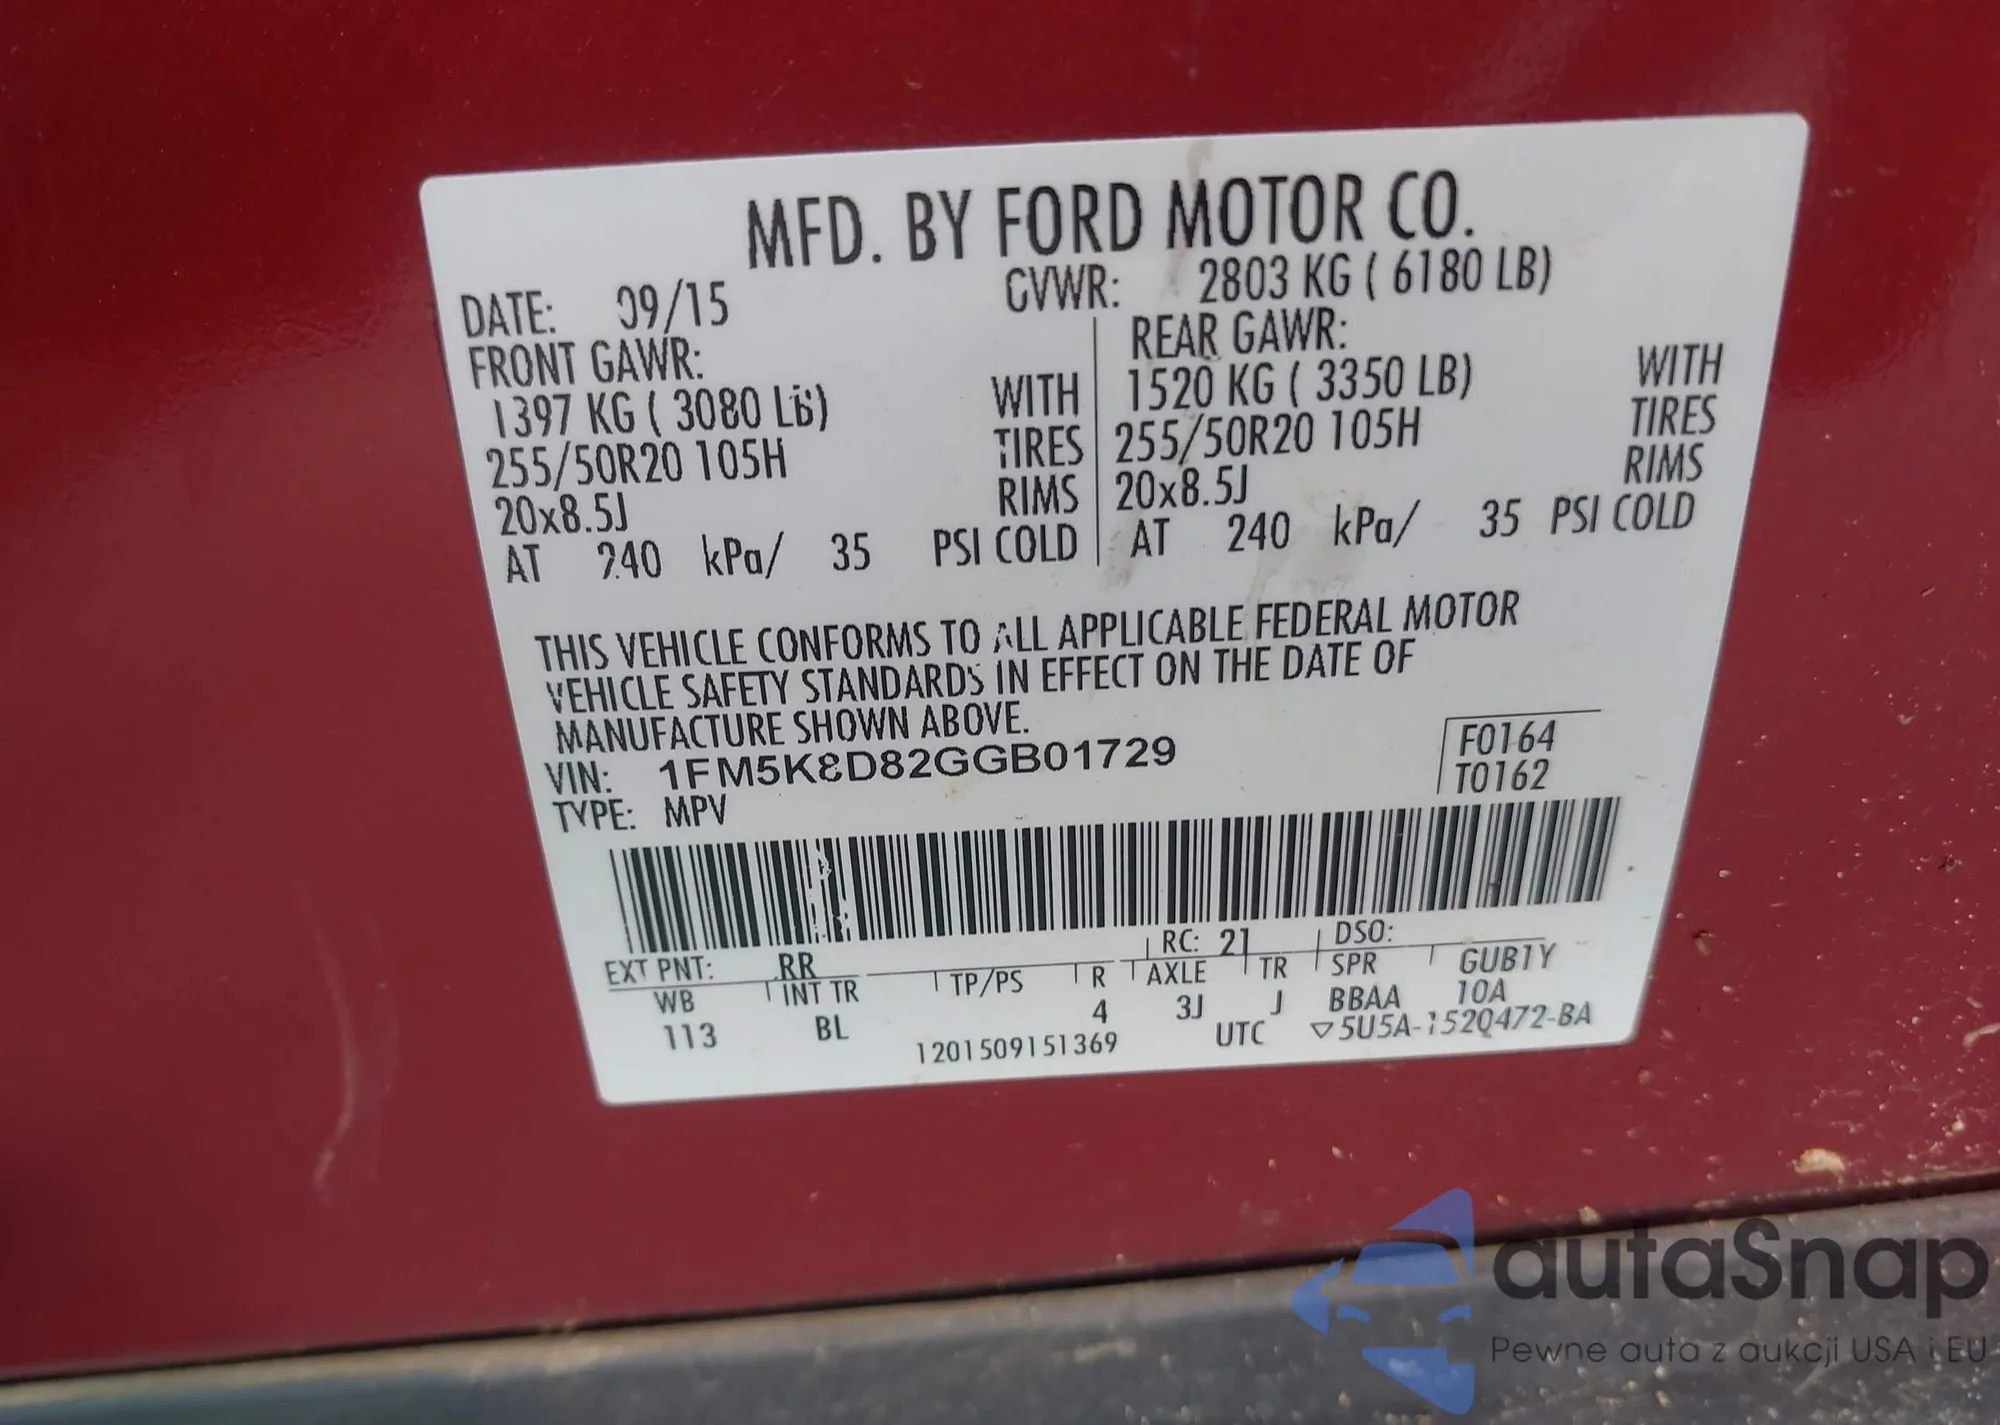 MFD. BY FORD MOTOR CO.
DATE: 09/15 GVWR: 2803 KG ( 6180 LB)
FRONT GAWR: REAR GAWR:
1397 KG ( 3080 LB) WITH 1520 KG ( 3350 LB) WITH
255/50R20 105H TIRES 255/50R20 105H TIRES
20x8.5J RIMS 20x8.5J RIMS
AT 240 kPa/ 35 PSI COLD AT 240 kPa/ 35 PSI COLD
THIS VEHICLE CONFORMS TO ALL APPLICABLE FEDERAL MOTOR
VEHICLE SAFETY STANDARDS IN EFFECT ON THE DATE OF
MANUFACTURE SHOWN ABOVE.
VIN: 1FM5K8D82GGB01729
TYPE: MPV
F0164
T0162
EXT PNT: RR RC: 21 DSO:
WB INT TR TP/PS R AXLE TR SPR GUB1Y
113 BL 4 3J J BBAA 10A
1201509151369 UTC ▽5U5A-1520472-BA
autaSnap
Pewne auta z aukcji USA i EU